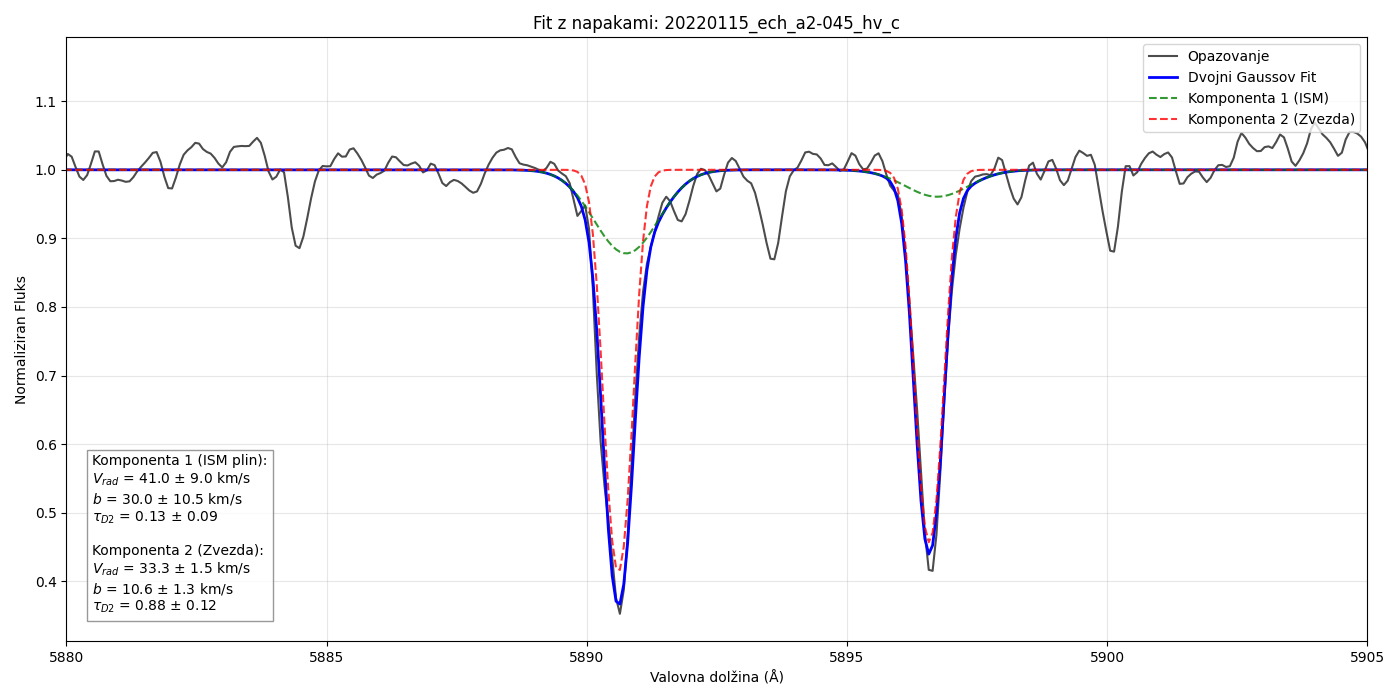 Fit z napakami: 20220115_ech_a2-045_hv_c
Normaliziran Fluks
1.1
1.0
0.9
0.8
0.7
0.6
0.5
0.4
Opazovanje
Dvojni Gaussov Fit
Komponenta 1 (ISM)
Komponenta 2 (Zvezda)
Komponenta 1 (ISM plin):
V_rad = 41.0 ± 9.0 km/s
b = 30.0 ± 10.5 km/s
τ_D2 = 0.13 ± 0.09
Komponenta 2 (Zvezda):
V_rad = 33.3 ± 1.5 km/s
b = 10.6 ± 1.3 km/s
τ_D2 = 0.88 ± 0.12
5880 5885 5890 5895 5900 5905
Valovna dolžina (Å)